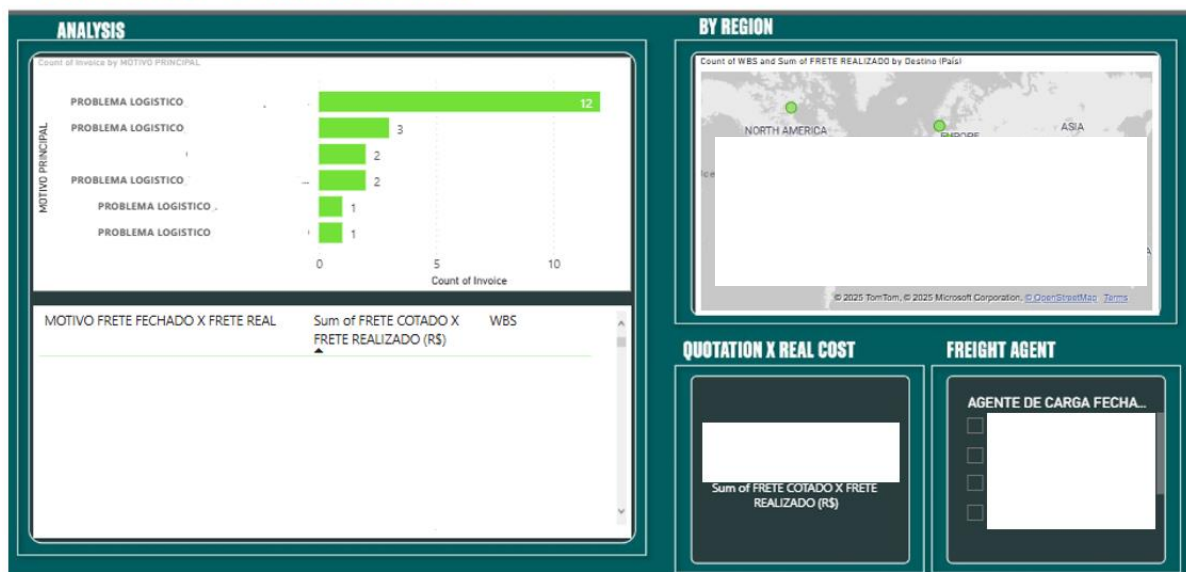 ANALYSIS
Count of Invoice by MOTIVO PRINCIPAL
MOTIVO PRINCIPAL
PROBLEMA LOGISTICO
12
PROBLEMA LOGISTICO
3
2
PROBLEMA LOGISTICO
...
2
PROBLEMA LOGISTICO
1
PROBLEMA LOGISTICO
1
0 5 10
Count of Invoice
MOTIVO FRETE FECHADO X FRETE REAL
Sum of FRETE COTADO X
FRETE REALIZADO (R$)
WBS
BY REGION
Count of WBS and Sum of FRETE REALIZADO by Destino (País)
NORTH AMERICA
EUROPE
ASIA
© 2025 TomTom, © 2025 Microsoft Corporation, © OpenStreetMap Terms
QUOTATION X REAL COST
Sum of FRETE COTADO X FRETE
REALIZADO (R$)
FREIGHT AGENT
AGENTE DE CARGA FECHA...